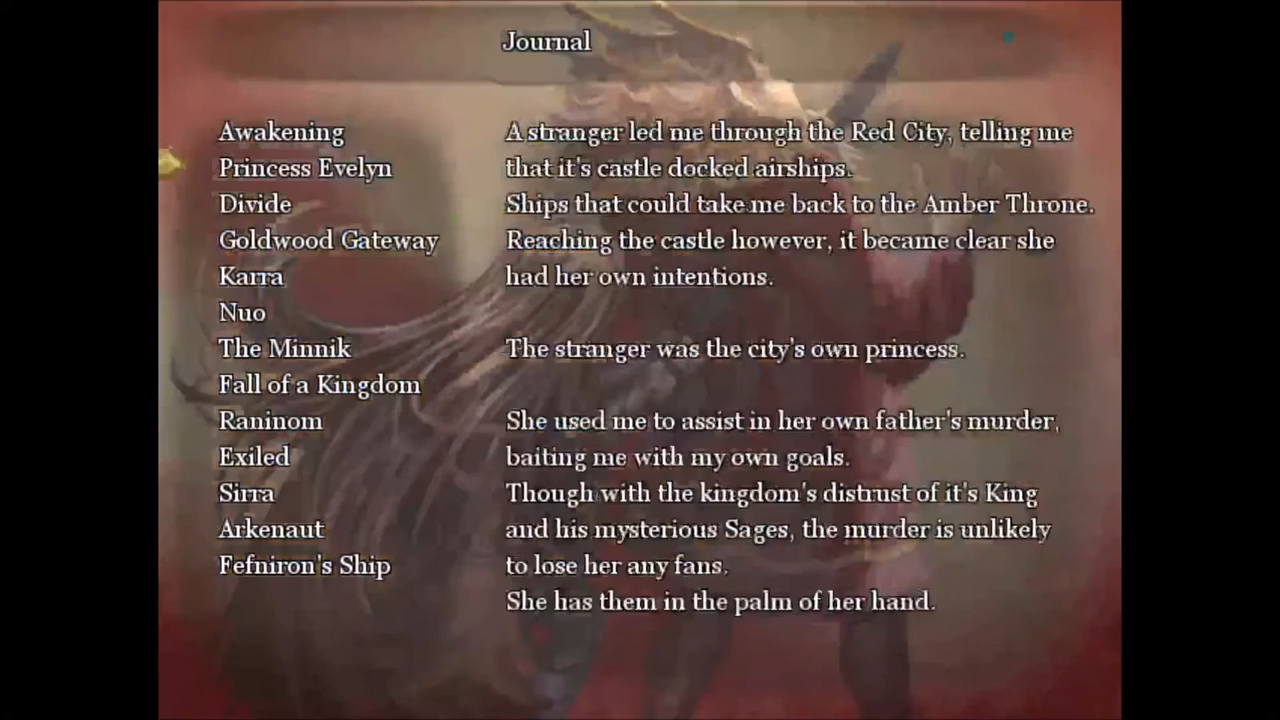 Journal
Awakening
Princess Evelyn
Divide
Goldwood Gateway
Karra
Nuo
The Minnik
Fall of a Kingdom
Raninom
Exiled
Sirra
Arkenaut
Fefniron's Ship
A stranger led me through the Red City, telling me
that it's castle docked airships.
Ships that could take me back to the Amber Throne.
Reaching the castle however, it became clear she
had her own intentions.
The stranger was the city's own princess.
She used me to assist in her own father's murder,
baiting me with my own goals.
Though with the kingdom's distrust of it's King
and his mysterious Sages, the murder is unlikely
to lose her any fans.
She has them in the palm of her hand.